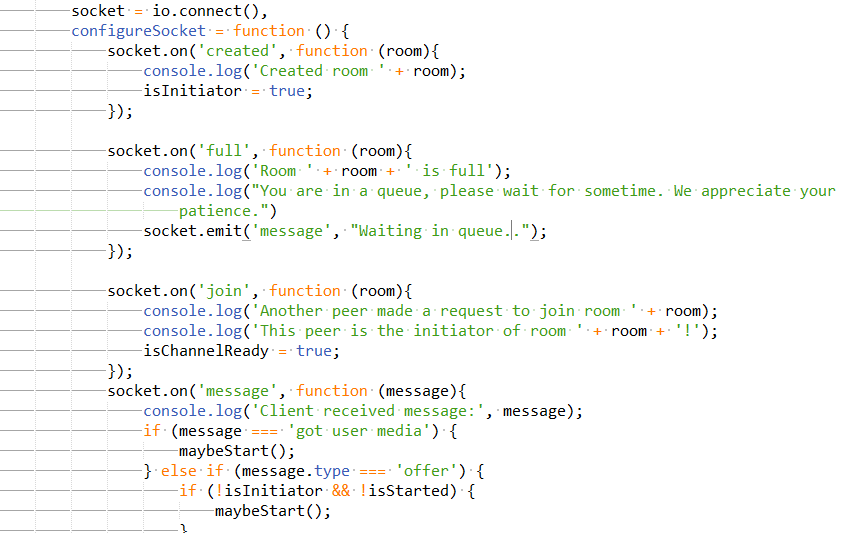 socket = io.connect(),
configureSocket = function () {
socket.on('created', function (room){
console.log('Created room ' + room);
isInitiator = true;
});
socket.on('full', function (room){
console.log('Room ' + room + ' is full');
console.log("You are in a queue, please wait for sometime. We appreciate your
patience.")
socket.emit('message', "Waiting in queue..");
});
socket.on('join', function (room){
console.log('Another peer made a request to join room ' + room);
console.log('This peer is the initiator of room ' + room + '!');
isChannelReady = true;
});
socket.on('message', function (message){
console.log('Client received message:', message);
if (message === 'got user media') {
maybeStart();
} else if (message.type === 'offer') {
if (!isInitiator && !isStarted) {
maybeStart();
}